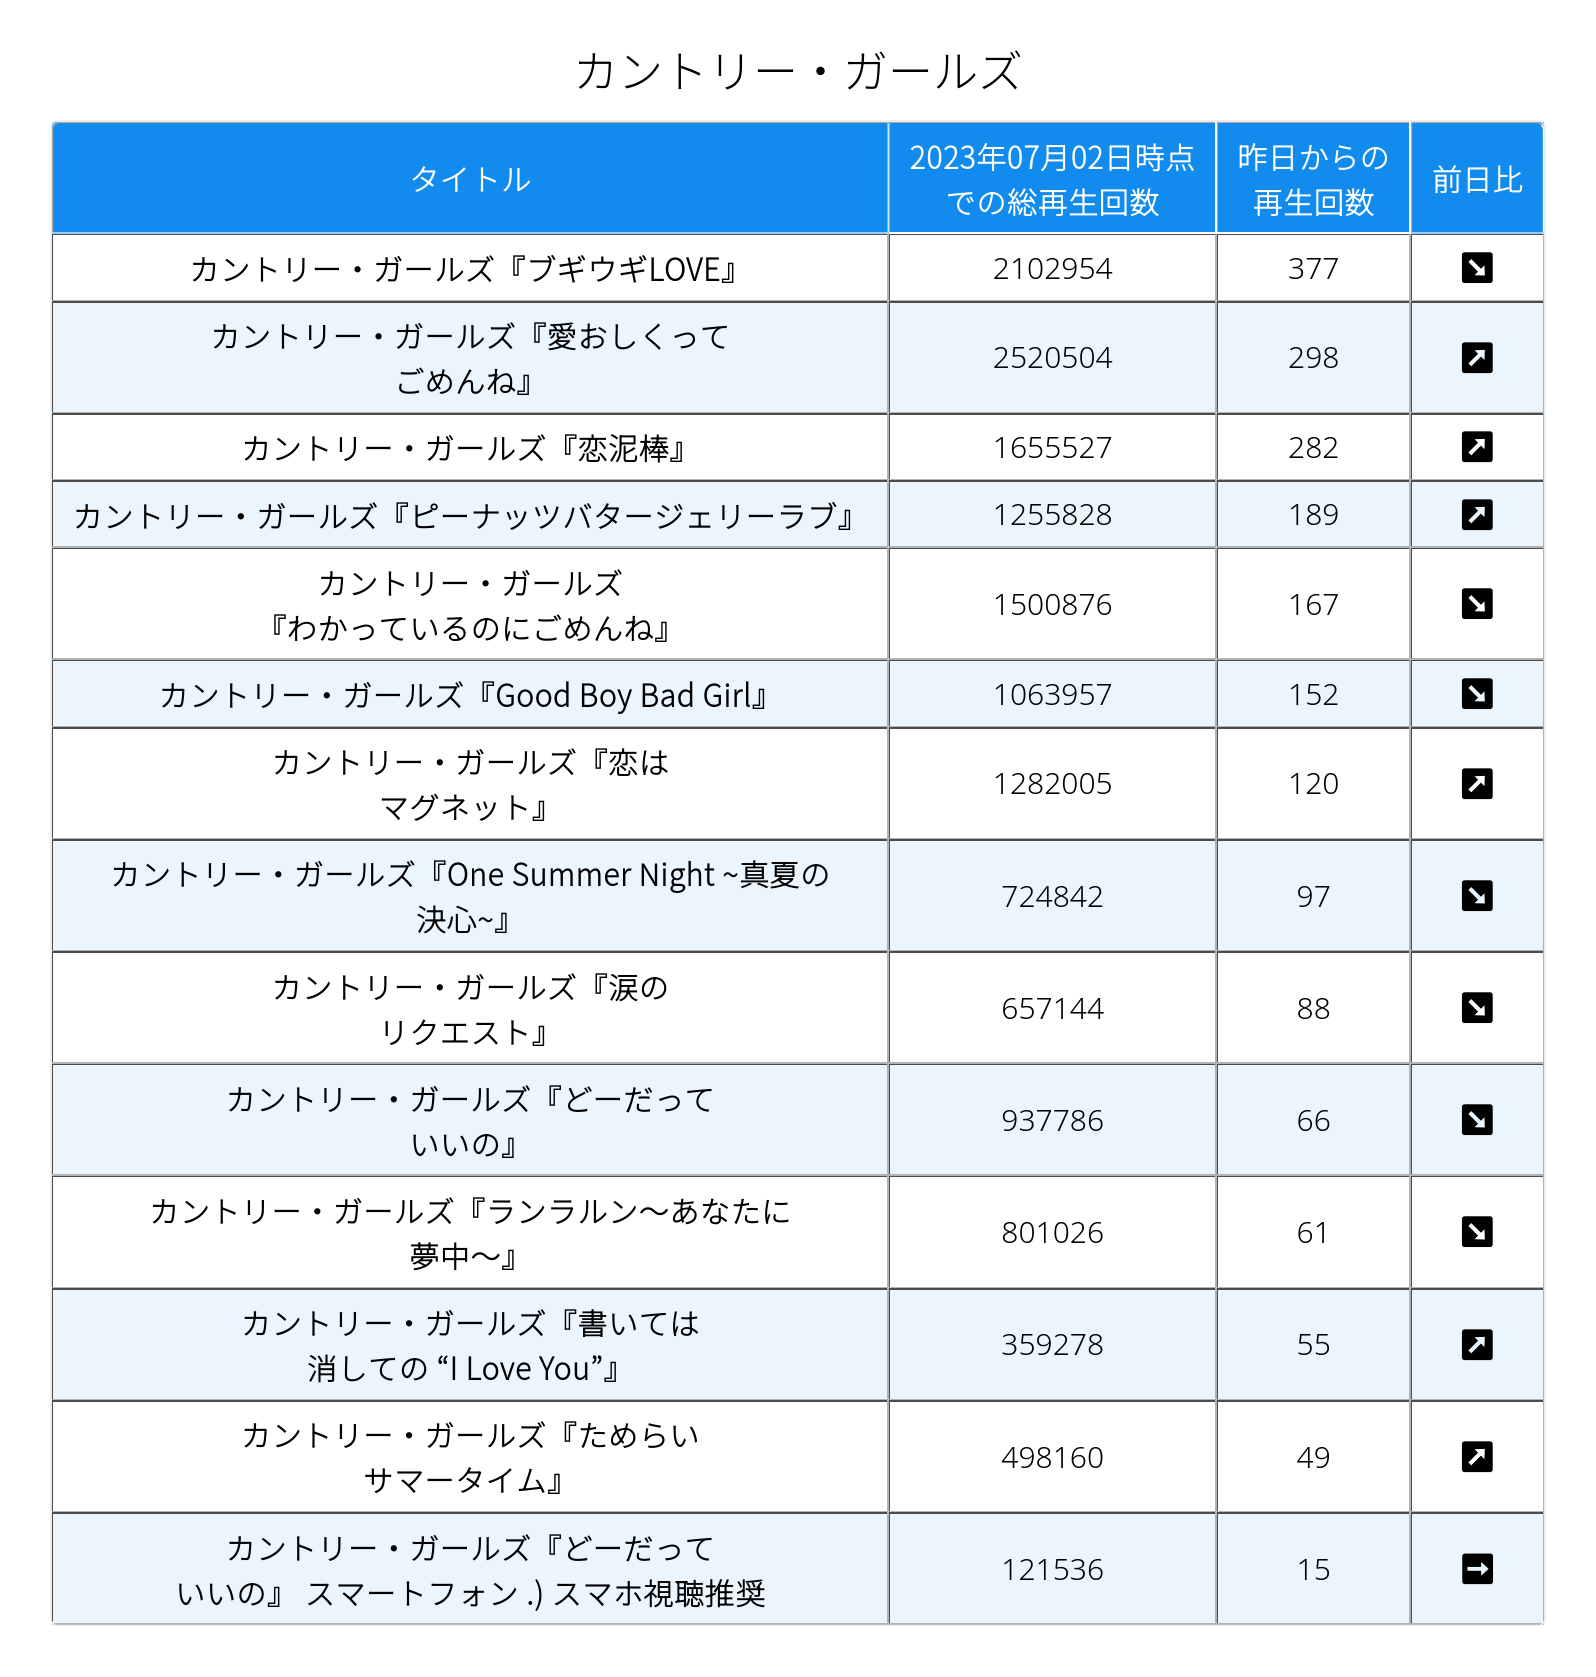 カントリー・ガールズ
タイトル
2023年07月02日時点
での総再生回数
昨日からの
再生回数
前日比
カントリー・ガールズ『ブギウギLOVE』
2102954
377
カントリー・ガールズ『愛おしくって
ごめんね』
2520504
298
カントリー・ガールズ『恋泥棒』
1655527
282
カントリー・ガールズ『ピーナッツバタージェリーラブ』
1255828
189
カントリー・ガールズ
『わかっているのにごめんね』
1500876
167
カントリー・ガールズ『Good Boy Bad Girl』
1063957
152
カントリー・ガールズ『恋は
マグネット』
1282005
120
カントリー・ガールズ『One Summer Night ~真夏の
決心~』
724842
97
カントリー・ガールズ『涙の
リクエスト』
657144
88
カントリー・ガールズ『どーだって
いいの』
937786
66
カントリー・ガールズ『ランラルン〜あなたに
夢中〜』
801026
61
カントリー・ガールズ『書いては
消しての “I Love You”』
359278
55
カントリー・ガールズ『ためらい
サマータイム』
498160
49
カントリー・ガールズ『どーだって
いいの』 スマートフォン .) スマホ視聴推奨
121536
15